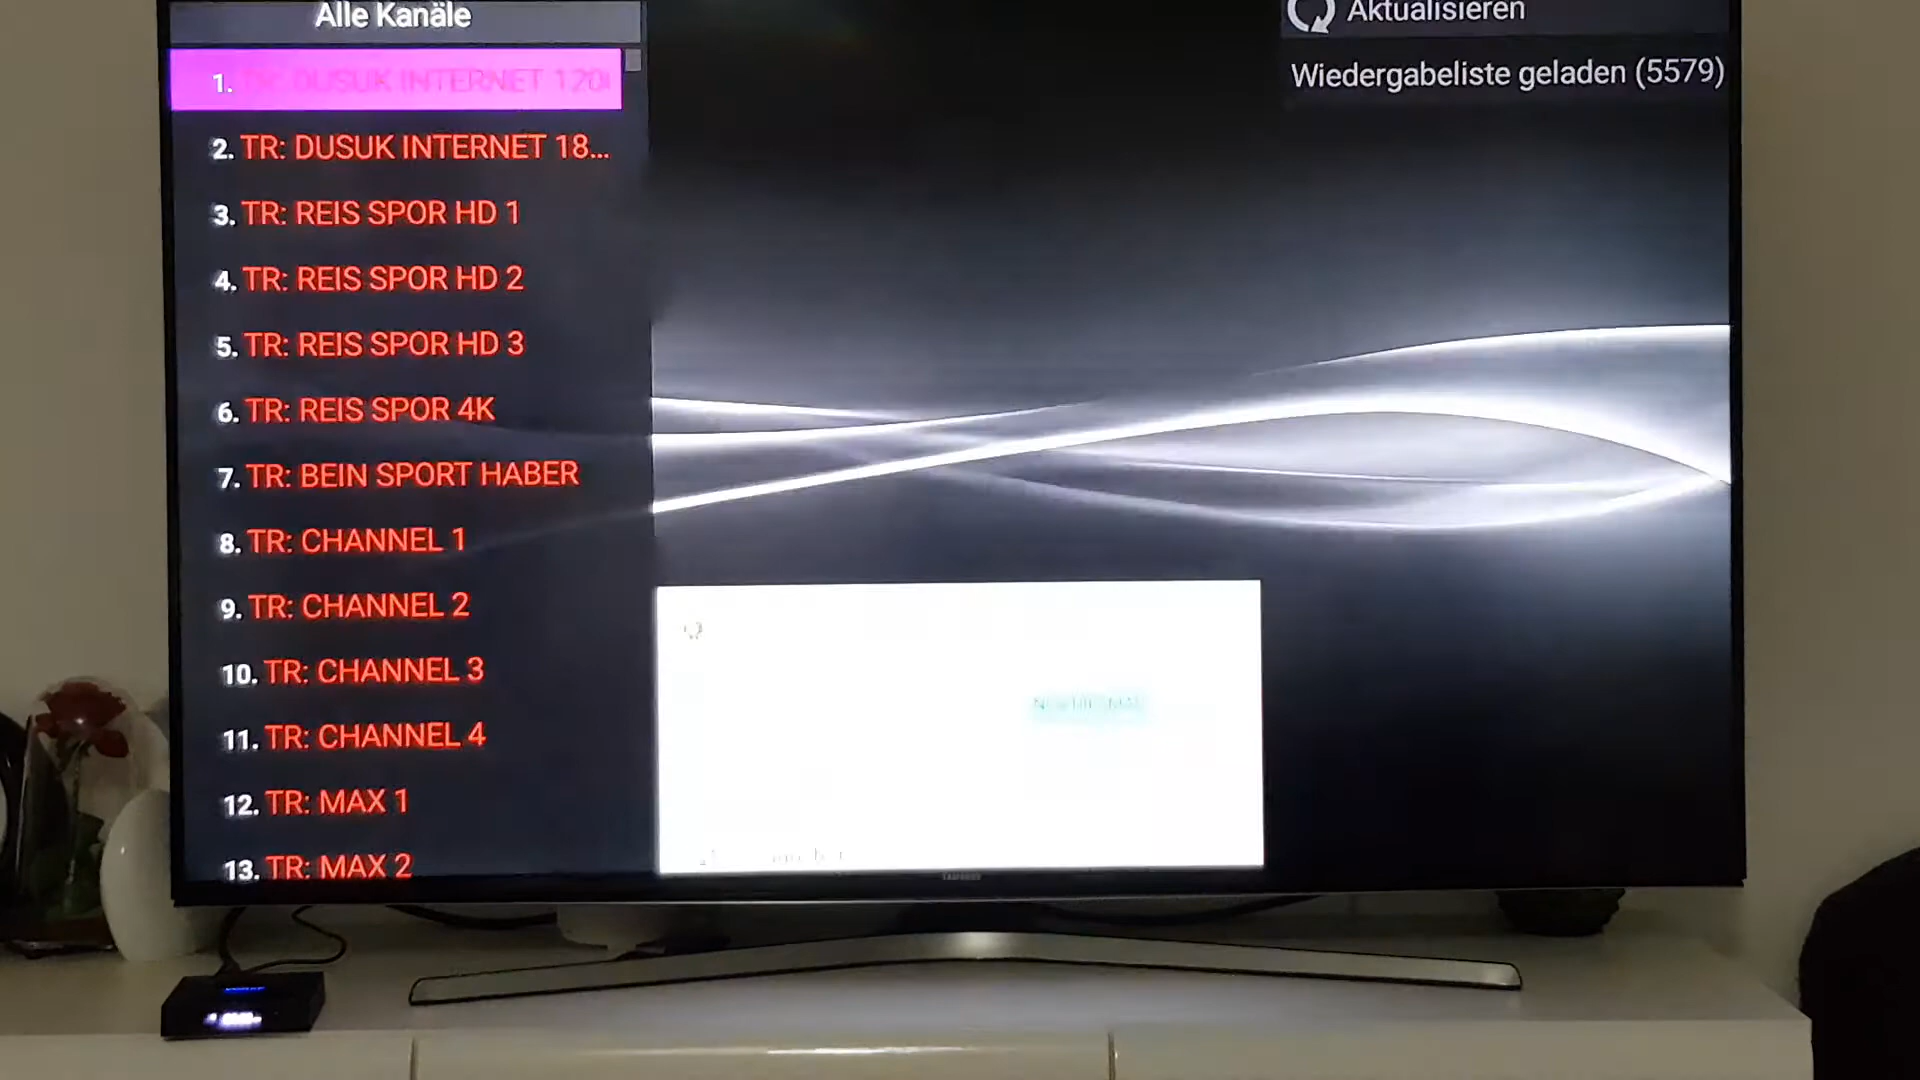 Alle Kanäle
1. TR: DUSUK INTERNET 120
2. TR: DUSUK INTERNET 18...
3. TR: REIS SPOR HD 1
4. TR: REIS SPOR HD 2
5. TR: REIS SPOR HD 3
6. TR: REIS SPOR 4K
7. TR: BEIN SPORT HABER
8. TR: CHANNEL 1
9. TR: CHANNEL 2
10. TR: CHANNEL 3
11. TR: CHANNEL 4
12. TR: MAX 1
13. TR: MAX 2
Aktualisieren
Wiedergabeliste geladen (5579)
SAMSUNG